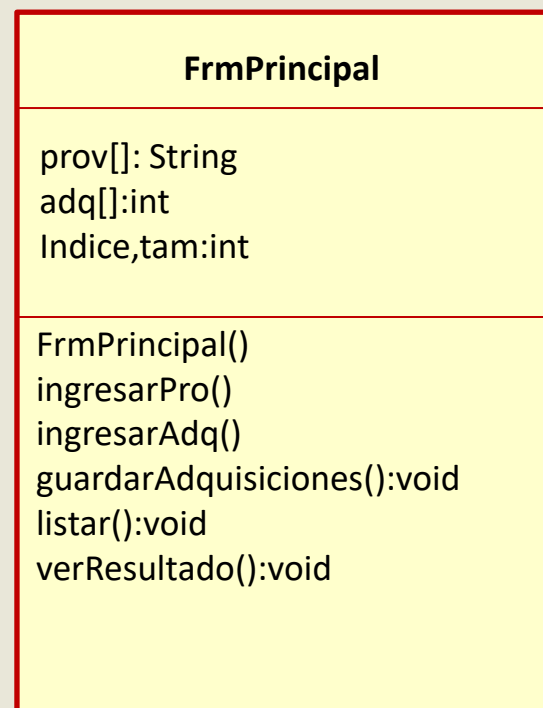 FrmPrincipal
prov[]: String
adq[]:int
Indice,tam:int
FrmPrincipal()
ingresarPro()
ingresarAdq()
guardarAdquisiciones():void
listar():void
verResultado():void